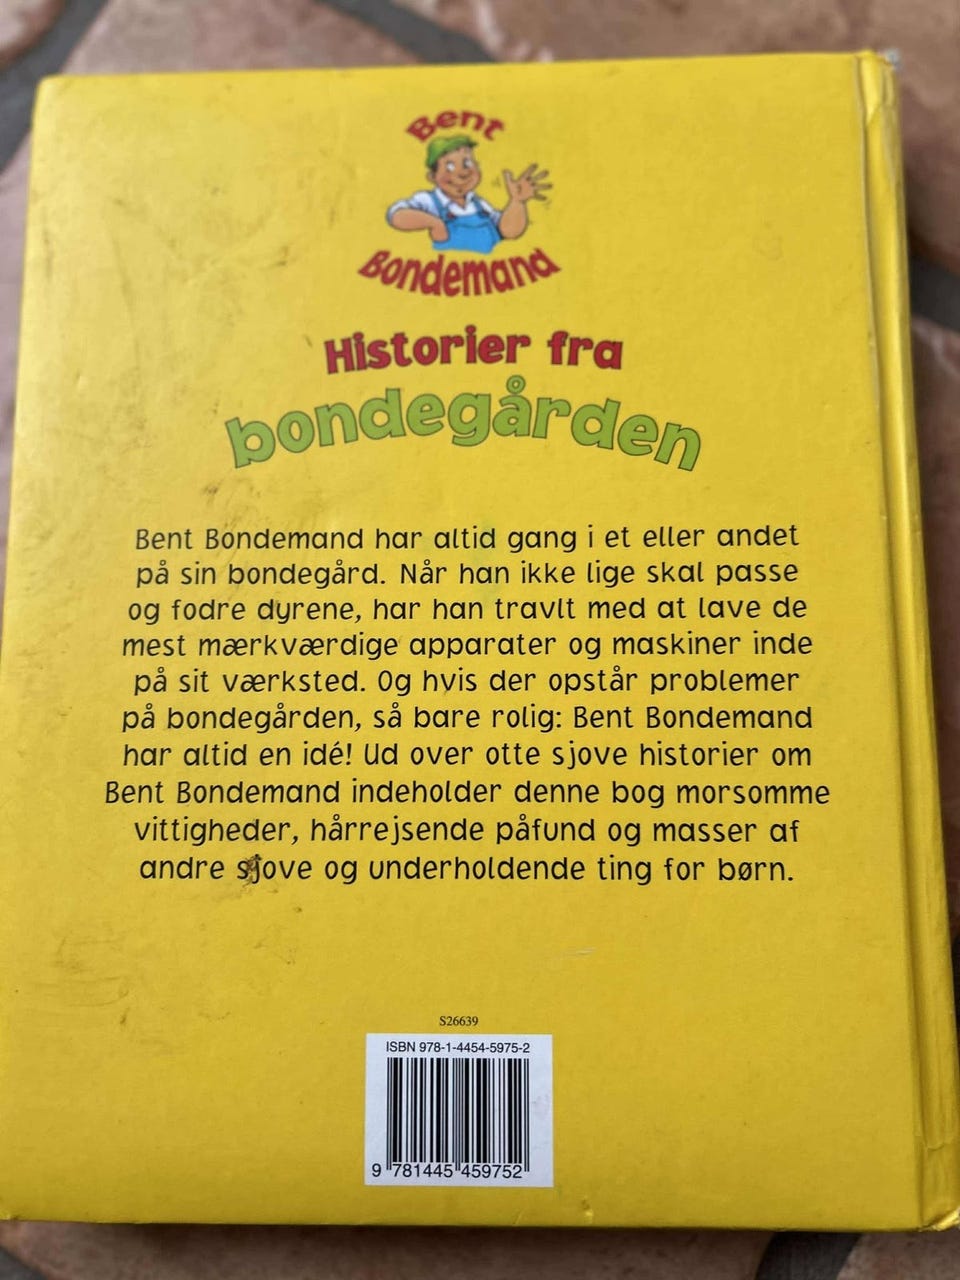 Bent
Bondemand
Historier fra
bondegården
Bent Bondemand har altid gang i et eller andet
på sin bondegård. Når han ikke lige skal passe
og fodre dyrene, har han travlt med at lave de
mest mærkværdige apparater og maskiner inde
på sit værksted. Og hvis der opstår problemer
på bondegården, så bare rolig: Bent Bondemand
har altid en idé! Ud over otte sjove historier om
Bent Bondemand indeholder denne bog morsomme
vittigheder, hårrejsende påfund og masser af
andre sjove og underholdende ting for børn.
S26639
ISBN 978-1-4454-5975-2
9 781445 459752